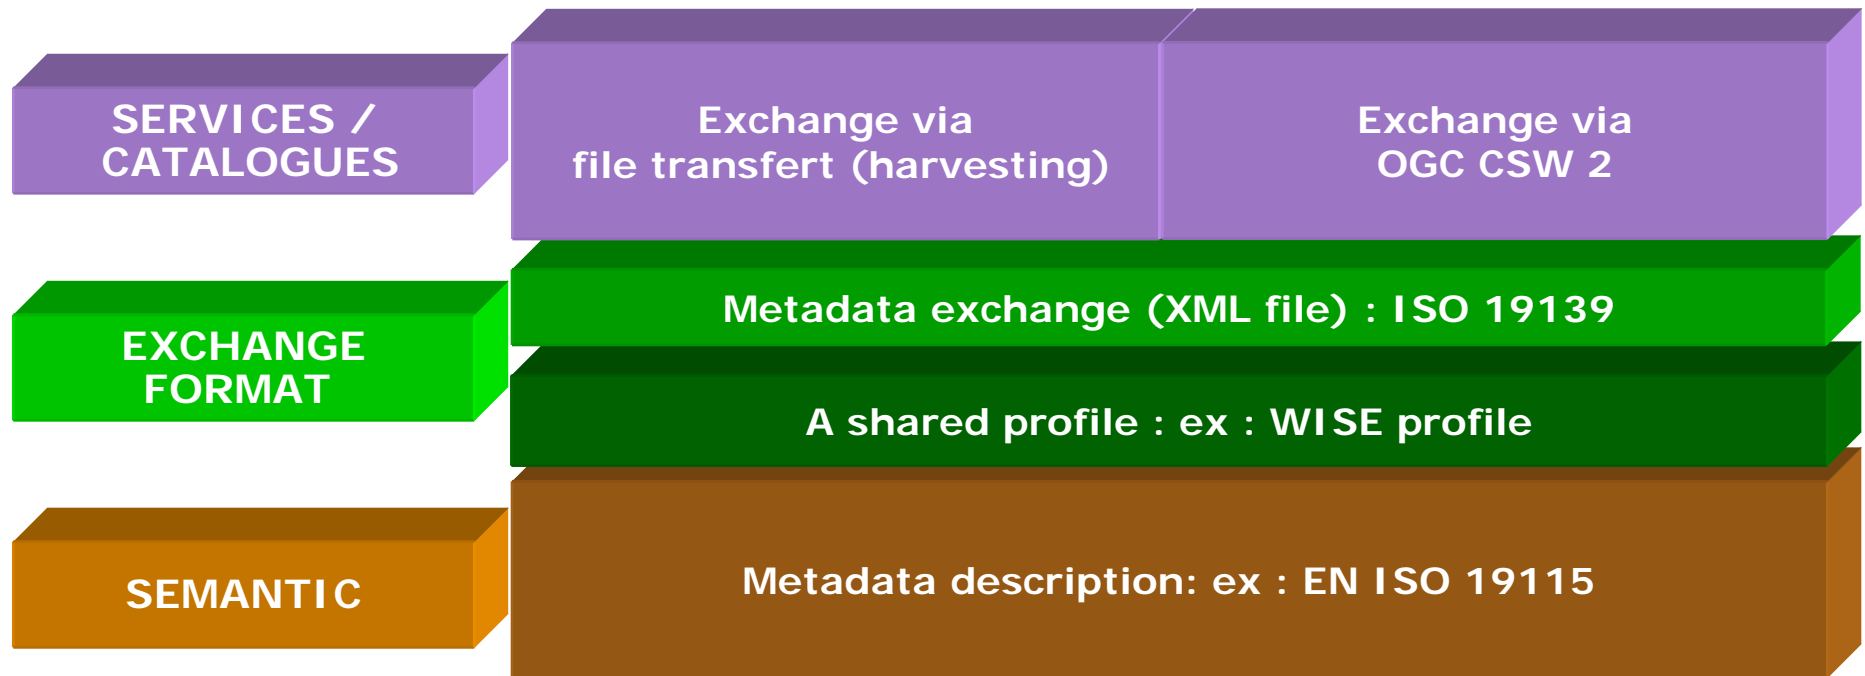 SERVICES /
CATALOGUES
Exchange via
file transfert (harvesting)
Exchange via
OGC CSW 2
EXCHANGE
FORMAT
Metadata exchange (XML file) : ISO 19139
A shared profile : ex : WISE profile
SEMANTIC
Metadata description: ex : EN ISO 19115